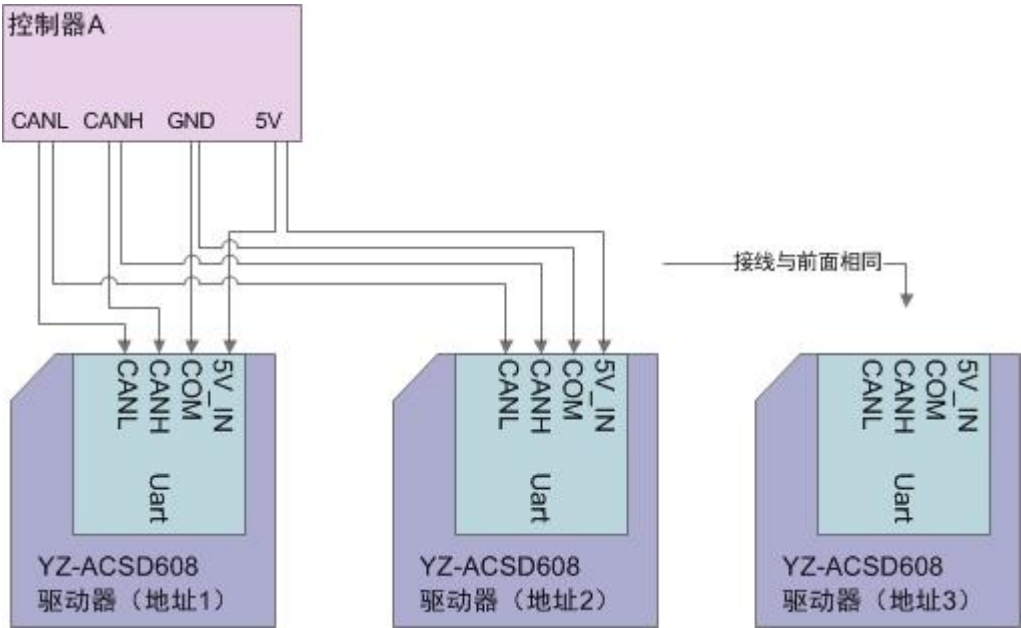 控制器A
CANL CANH GND 5V
接线与前面相同
CANL
CANH
COM
5V_IN
Uart
YZ-ACSD608
驱动器（地址1）
CANL
CANH
COM
5V_IN
Uart
YZ-ACSD608
驱动器（地址2）
CANL
CANH
COM
5V_IN
Uart
YZ-ACSD608
驱动器（地址3）